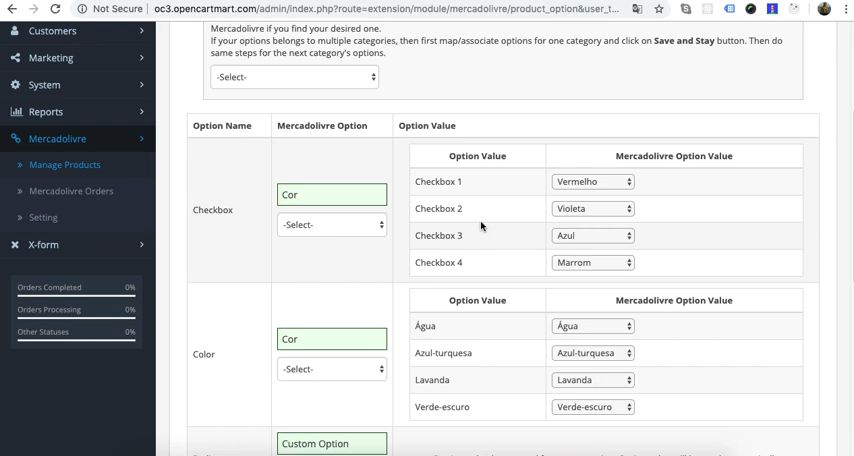 Not Secure
oc3.opencartmart.com/admin/index.php?route=extension/module/mercadolivre/product_option&user_t...
Customers
Marketing
System
Reports
Mercadolivre
Manage Products
Mercadolivre Orders
Setting
X-form
Orders Completed 0%
Orders Processing 0%
Other Statuses 0%
Mercadolivre if you find your desired one.
If your options belongs to multiple categories, then first map/associate options for one category and click on Save and Stay button. Then do
same steps for the next category's options.
-Select-
Option Name Mercadolivre Option Option Value
Option Value Mercadolivre Option Value
Checkbox
Cor
-Select-
Checkbox 1 Vermelho
Checkbox 2 Violeta
Checkbox 3 Azul
Checkbox 4 Marrom
Option Value Mercadolivre Option Value
Color
Cor
-Select-
Água Água
Azul-turquesa Azul-turquesa
Lavanda Lavanda
Verde-escuro Verde-escuro
Custom Option